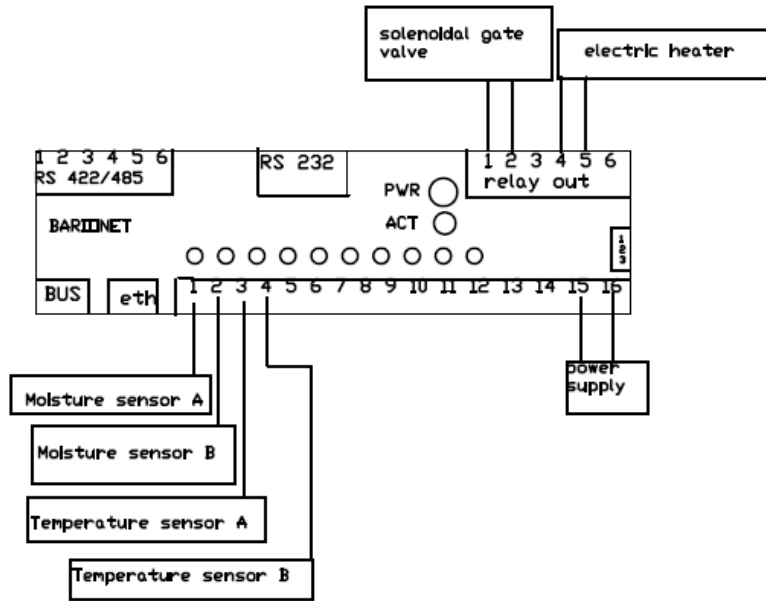 solenoidal gate
valve
electric heater
1 2 3 4 5 6
RS 422/485
RS 232
1 2 3 4 5 6
relay out
PWR
ACT
BARIONET
1
2
3
BUS
eth
1 2 3 4 5 6 7 8 9 10 11 12 13 14 15 16
power
supply
Moisture sensor A
Moisture sensor B
Temperature sensor A
Temperature sensor B